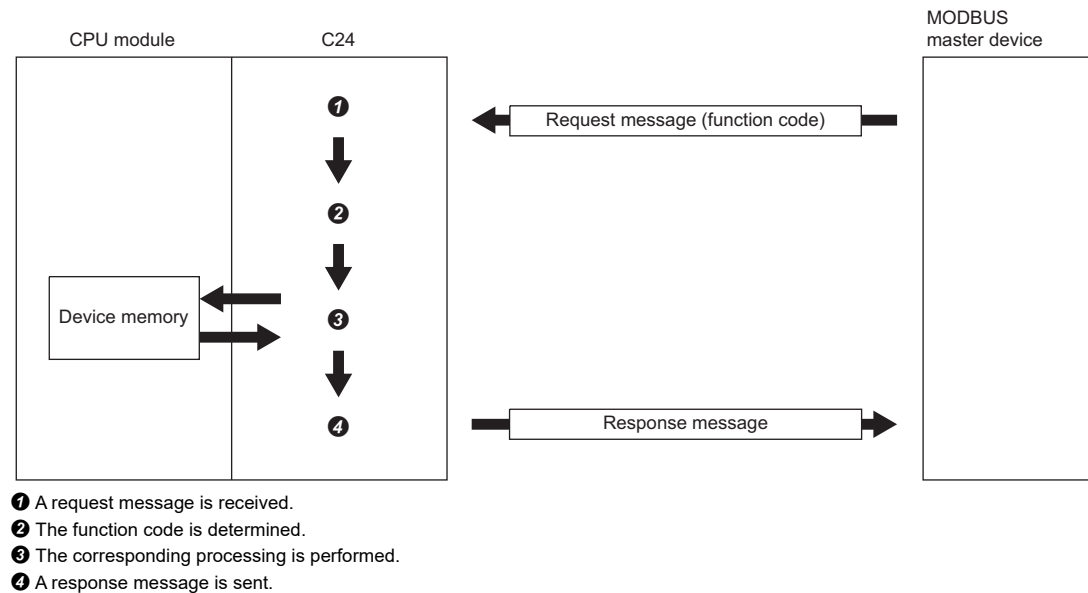 MODBUS
master device
CPU module
C24
❶
Request message (function code)
❷
Device memory
❸
❹
Response message
❶ A request message is received.
❷ The function code is determined.
❸ The corresponding processing is performed.
❹ A response message is sent.